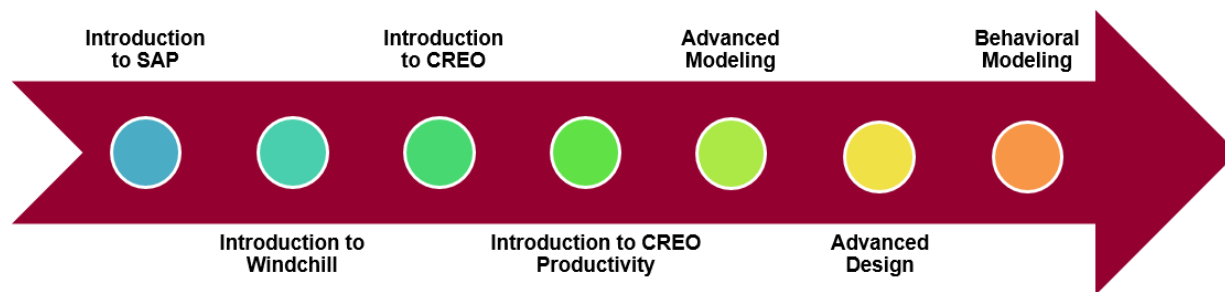 Introduction
to SAP
Introduction to
Windchill
Introduction
to CREO
Introduction to CREO
Productivity
Advanced
Modeling
Advanced
Design
Behavioral
Modeling